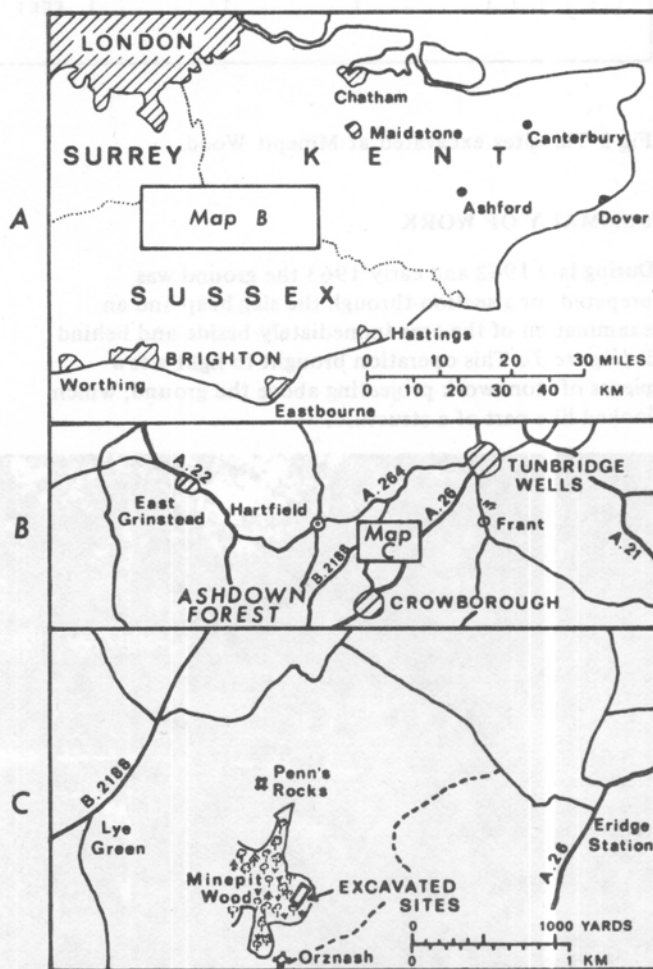 LONDON
Chatham
Maidstone
Canterbury
SURREY
KENT
Ashford
Dover
A
Map B
SUSSEX
Hastings
BRIGHTON
Worthing
Eastbourne
0 10 20 30 MILES
0 20 40 KM
A.22
East
Grinstead
Hartfield
A.264
TUNBRIDGE
WELLS
A.26
Map
C
Frant
A.21
B
B.2188
ASHDOWN
FOREST
CROWBOROUGH
B.2188
Penn's
Rocks
C
Lye
Green
Minepit
Wood
EXCAVATED
SITES
Eridge
Station
A.26
Orznash
0 1000 YARDS
0 1 KM